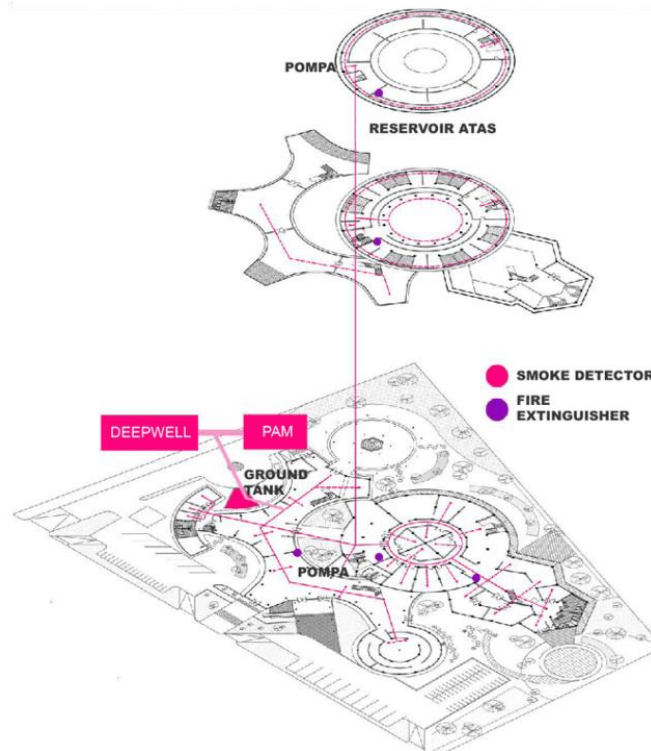 POMPA
RESERVOIR ATAS
SMOKE DETECTOR
FIRE
EXTINGUISHER
DEEPWELL
PAM
GROUND
TANK
POMPA